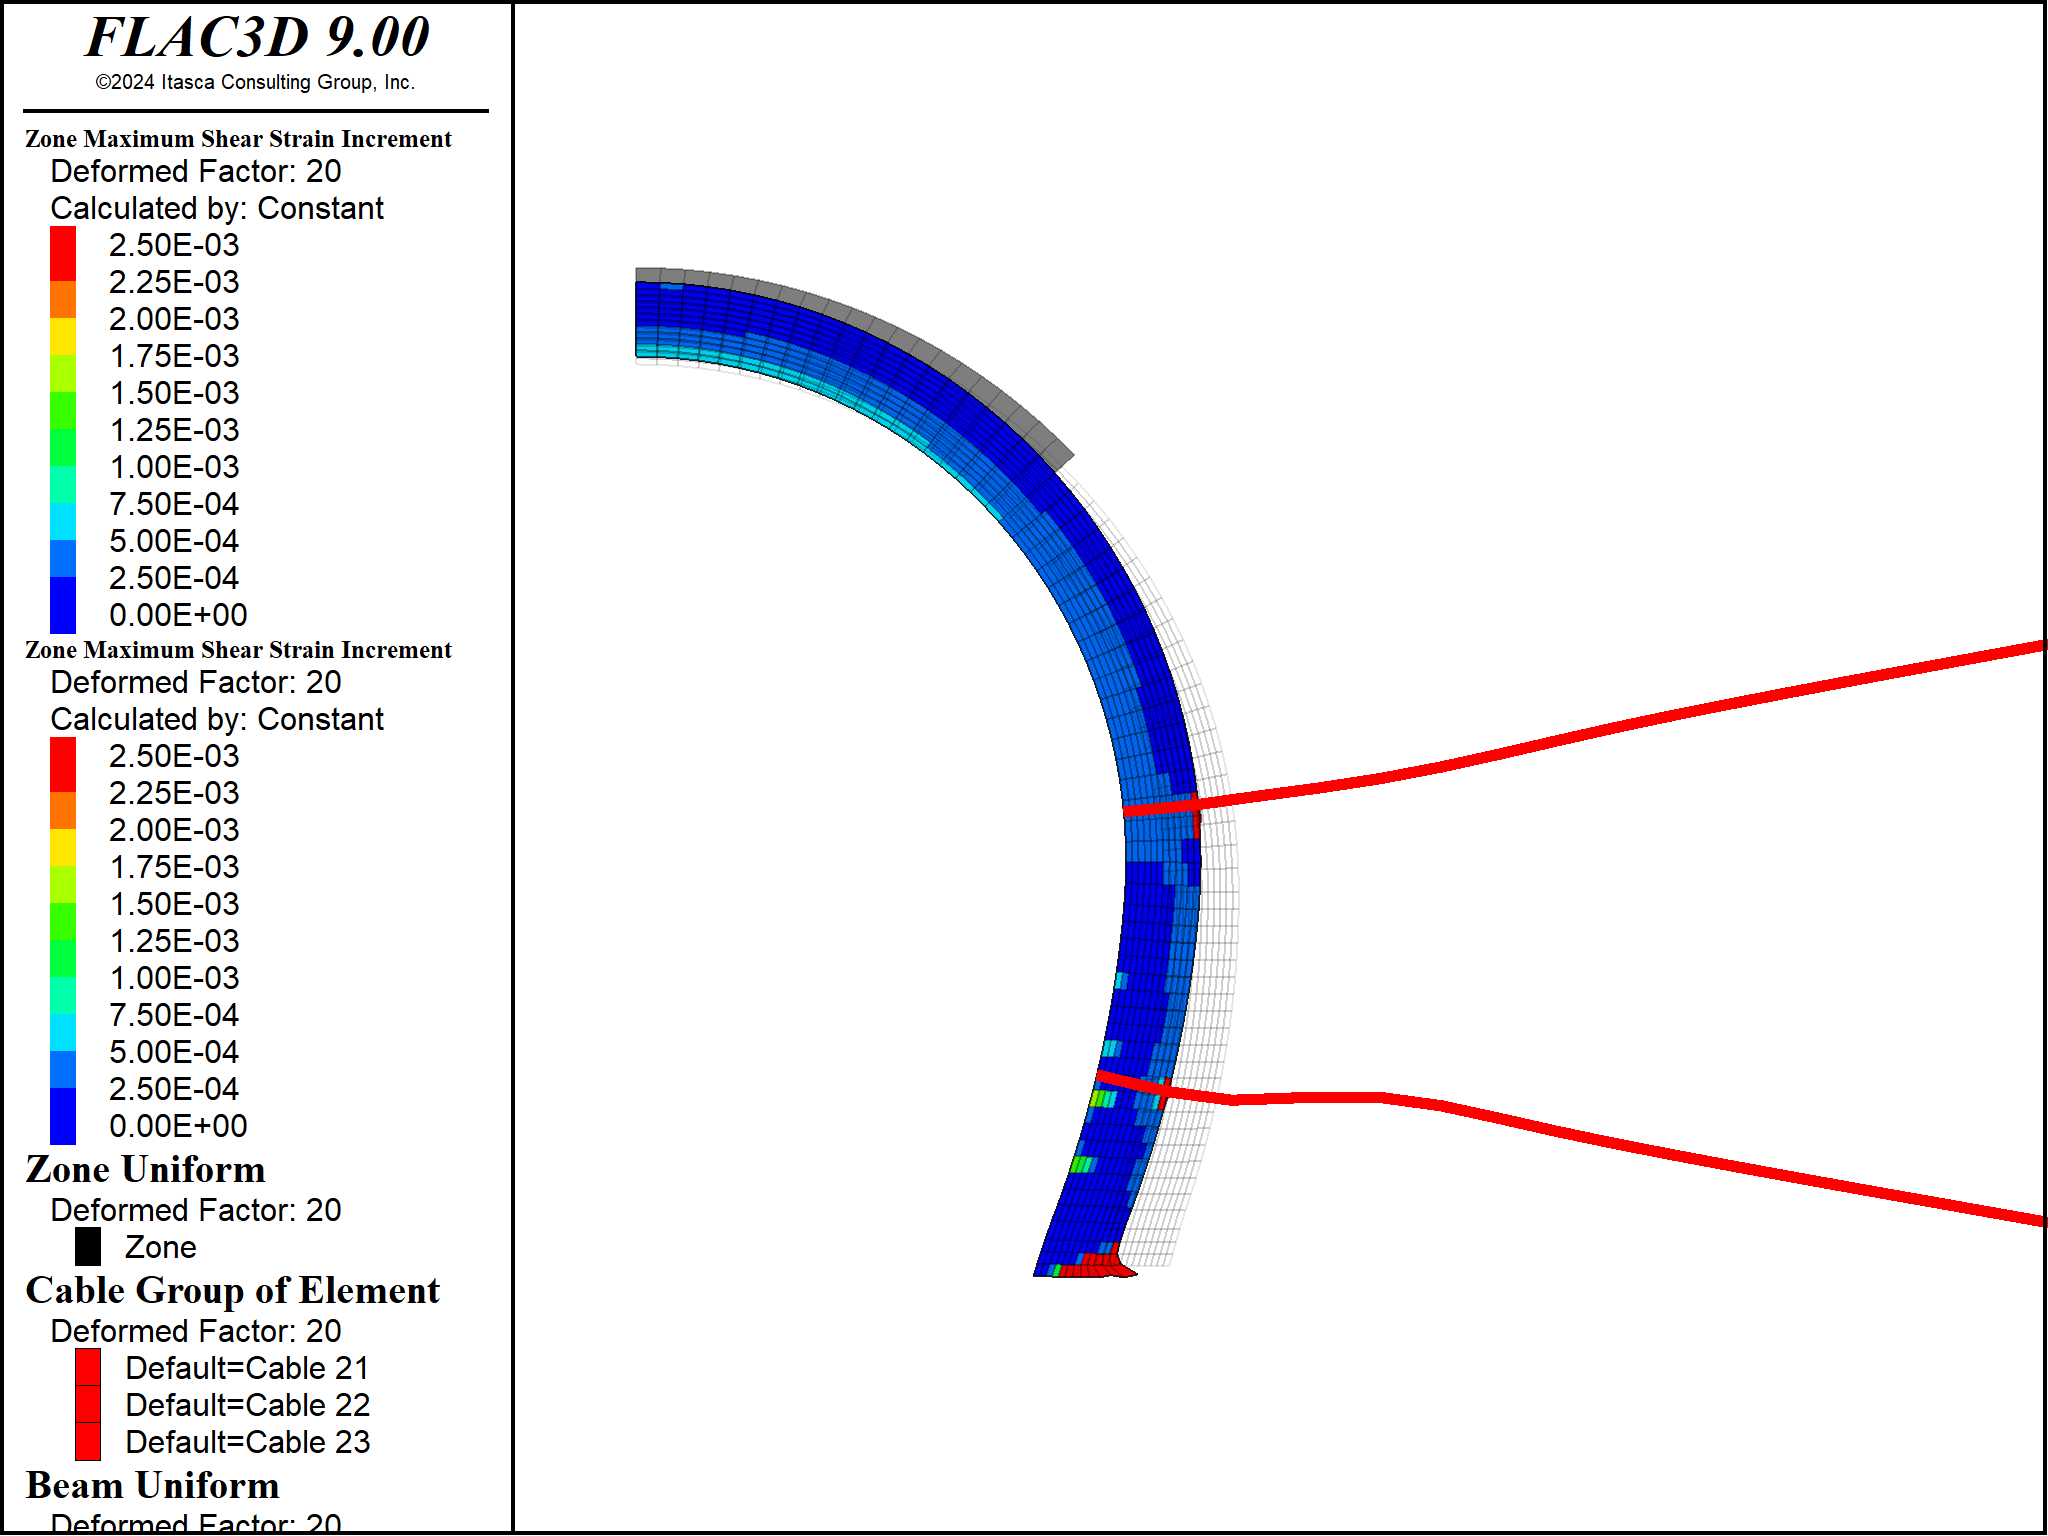 FLAC3D 9.00
©2024 Itasca Consulting Group, Inc.
Zone Maximum Shear Strain Increment
Deformed Factor: 20
Calculated by: Constant
2.50E-03
2.25E-03
2.00E-03
1.75E-03
1.50E-03
1.25E-03
1.00E-03
7.50E-04
5.00E-04
2.50E-04
0.00E+00
Zone Maximum Shear Strain Increment
Deformed Factor: 20
Calculated by: Constant
2.50E-03
2.25E-03
2.00E-03
1.75E-03
1.50E-03
1.25E-03
1.00E-03
7.50E-04
5.00E-04
2.50E-04
0.00E+00
Zone Uniform
Deformed Factor: 20
Zone
Cable Group of Element
Deformed Factor: 20
Default=Cable 21
Default=Cable 22
Default=Cable 23
Beam Uniform
Deformed Factor: 20